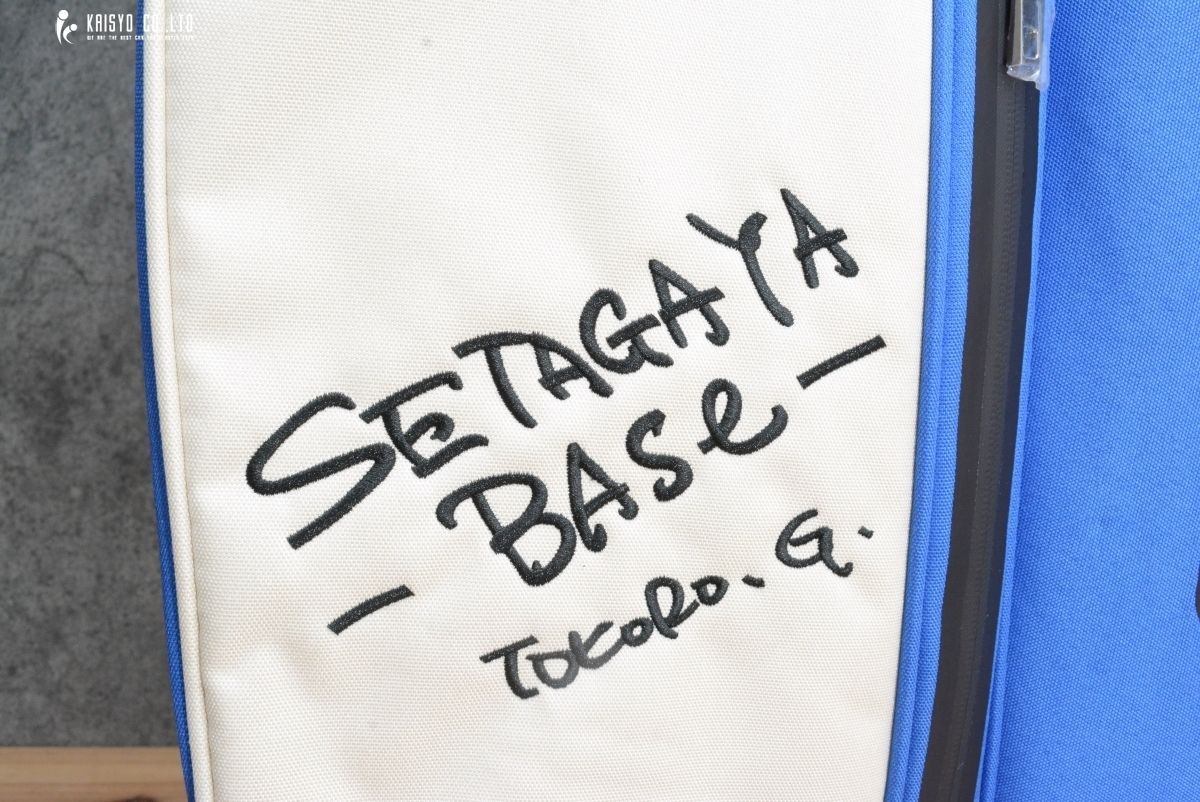 KAISYO CO.,LTD
SETAGAYA
- BASe -
TOKORO. G.